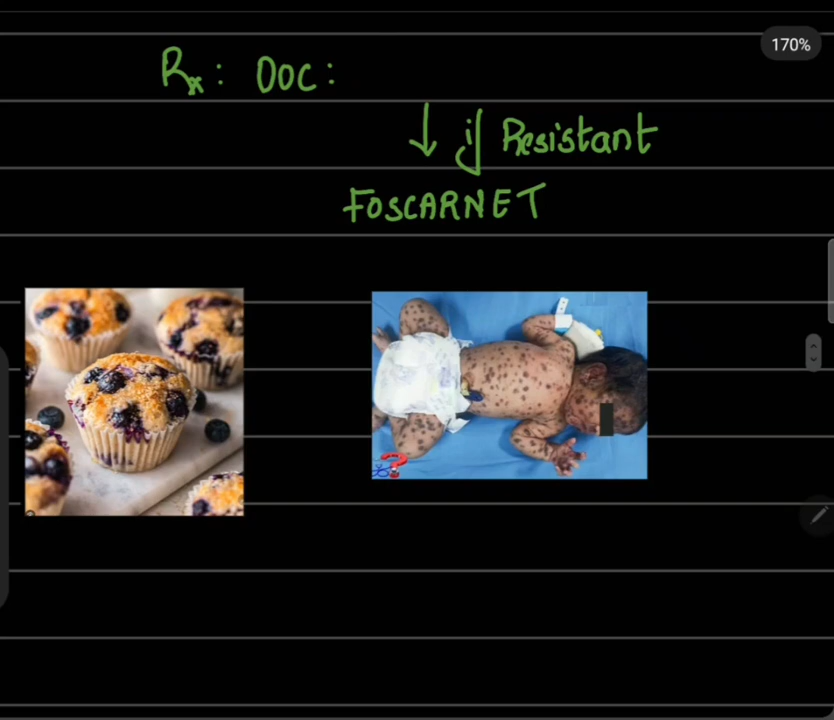 170%
Rx: DOC:
↓ if Resistant
FOSCARNET